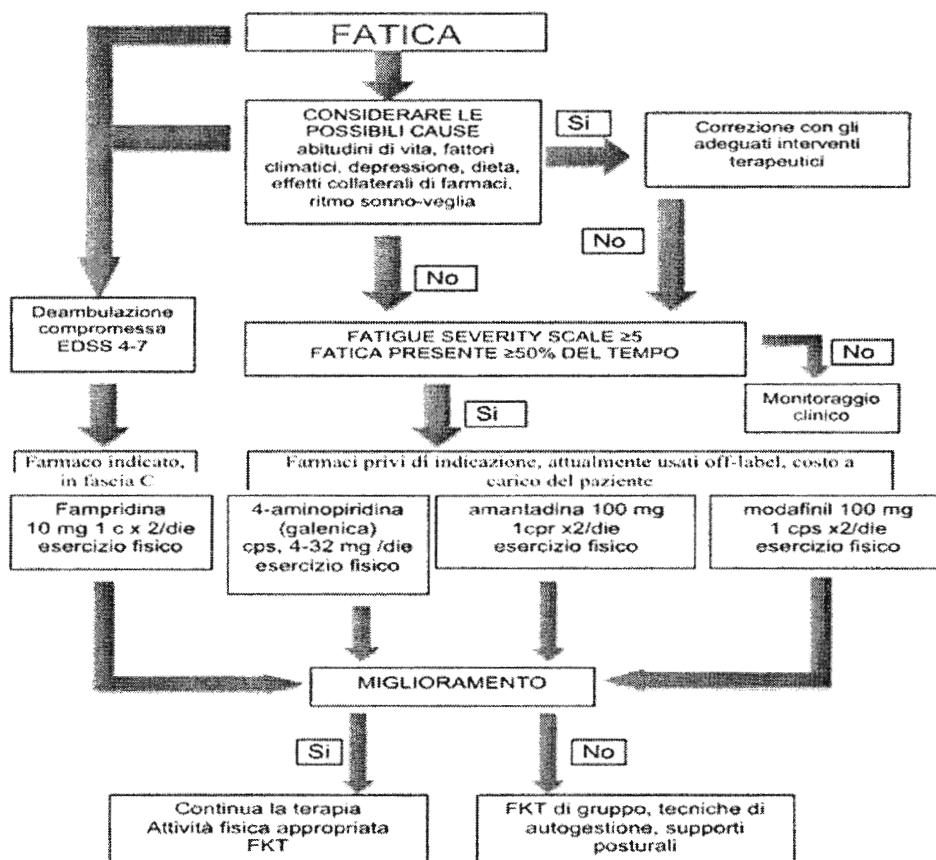 FATICA
CONSIDERARE LE
POSSIBILI CAUSE
abitudini di vita, fattori
climatici, depressione, dieta,
effetti collaterali di farmaci,
ritmo sonno-veglia
Si
Correzione con gli
adeguati interventi
terapeutici
No
No
Deambulazione
compromessa
EDSS 4-7
FATIGUE SEVERITY SCALE ≥5
FATICA PRESENTE ≥50% DEL TEMPO
No
Monitoraggio
clinico
Si
Farmaco indicato,
in fascia C
Farmaci privi di indicazione, attualmente usati off-label, costo a
carico del paziente
Fampridina
10 mg 1 c x 2/die
esercizio fisico
4-aminopiridina
(galenica)
cps, 4-32 mg /die
esercizio fisico
amantadina 100 mg
1cpr x2/die
esercizio fisico
modafinil 100 mg
1 cps x2/die
esercizio fisico
MIGLIORAMENTO
Si
No
Continua la terapia
Attività fisica appropriata
FKT
FKT di gruppo, tecniche di
autogestione, supporti
posturali